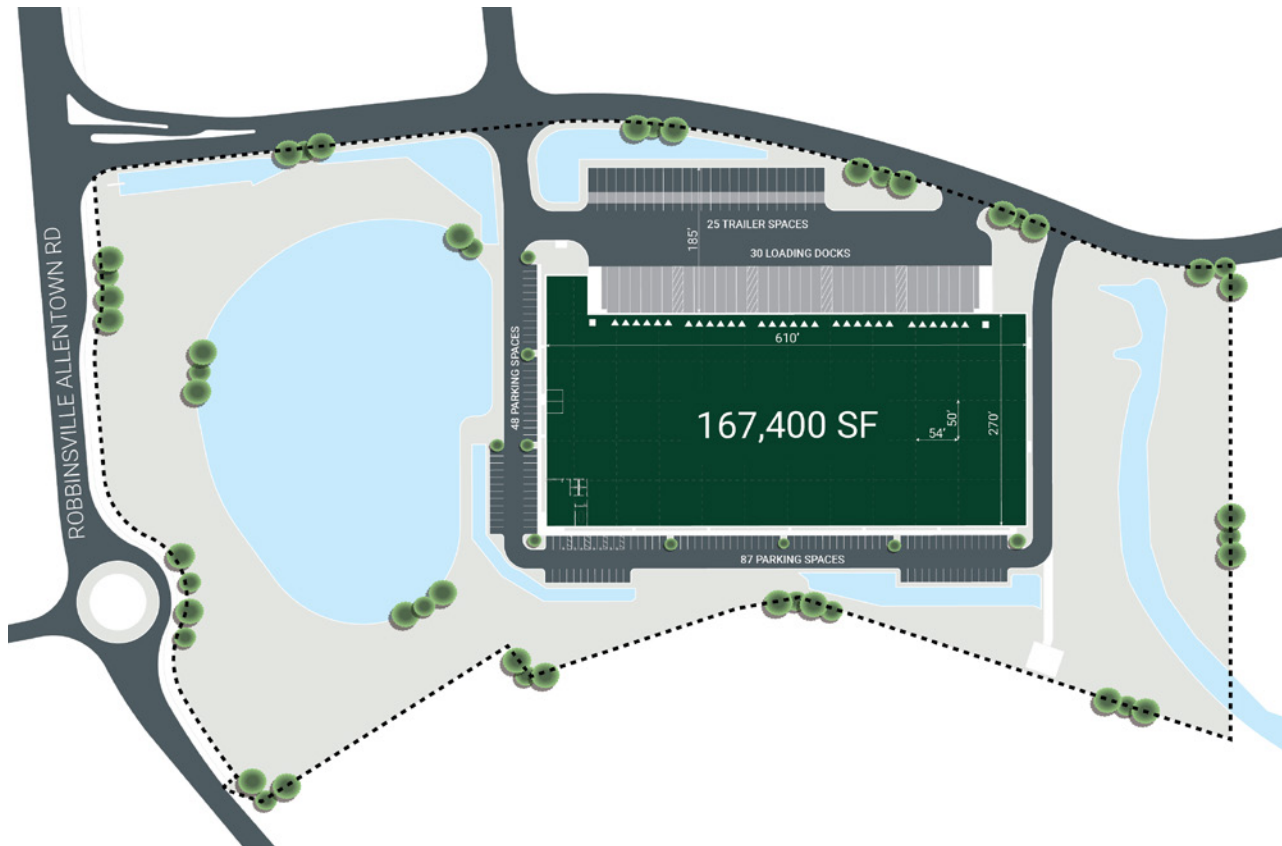 25 TRAILER SPACES
185'
30 LOADING DOCKS
ROBBINSVILLE ALLENTOWN RD
48 PARKING SPACES
610'
167,400 SF
50'
54'
270'
87 PARKING SPACES